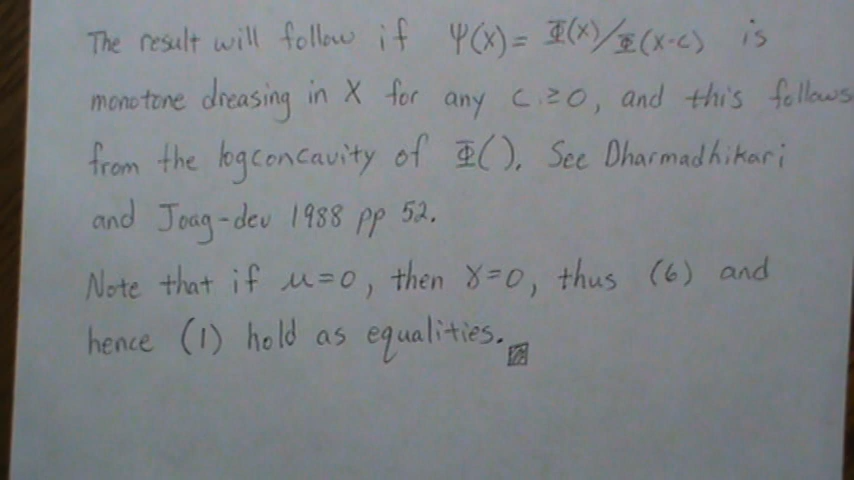 The result will follow if Ψ(x) = Φ(x)/Φ(x-c) is
monotone dreasing in X for any c ≥ 0, and this follows
from the logconcavity of Φ(). See Dharmadhikari
and Joag-dev 1988 pp 52.
Note that if μ=0, then γ=0, thus (6) and
hence (1) hold as equalities.